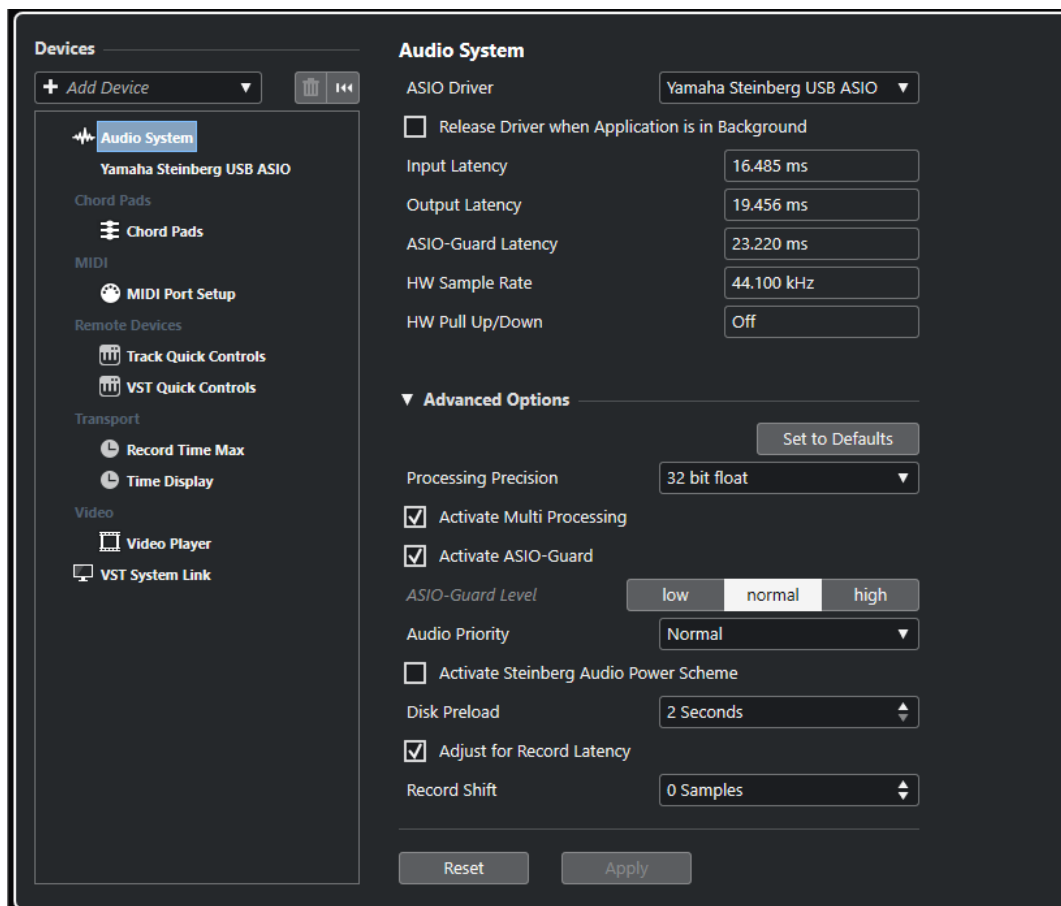 Devices
Add Device
Audio System
Yamaha Steinberg USB ASIO
Chord Pads
Chord Pads
MIDI
MIDI Port Setup
Remote Devices
Track Quick Controls
VST Quick Controls
Transport
Record Time Max
Time Display
Video
Video Player
VST System Link
Audio System
ASIO Driver Yamaha Steinberg USB ASIO
Release Driver when Application is in Background
Input Latency 16.485 ms
Output Latency 19.456 ms
ASIO-Guard Latency 23.220 ms
HW Sample Rate 44.100 kHz
HW Pull Up/Down Off
Advanced Options
Set to Defaults
Processing Precision 32 bit float
Activate Multi Processing
Activate ASIO-Guard
ASIO-Guard Level low normal high
Audio Priority Normal
Activate Steinberg Audio Power Scheme
Disk Preload 2 Seconds
Adjust for Record Latency
Record Shift 0 Samples
Reset Apply